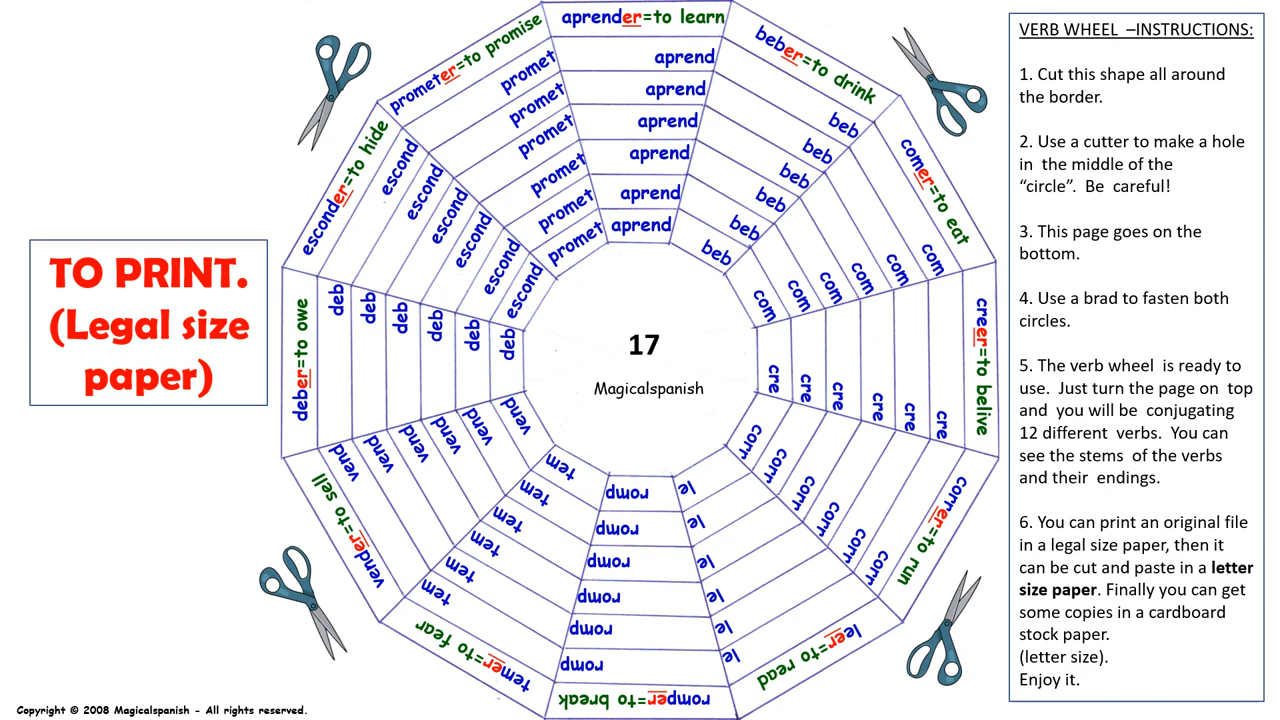 TO PRINT.
(Legal size
paper)
aprender=to learn
aprend
aprend
aprend
aprend
aprend
aprend
beber=to drink
beb
beb
beb
beb
beb
beb
comer=to eat
com
com
com
com
com
com
creer=to belive
cre
cre
cre
cre
cre
cre
correr=to run
corr
corr
corr
corr
corr
corr
leer=to read
le
le
le
le
le
le
romper=to break
romp
romp
romp
romp
romp
romp
temer=to fear
tem
tem
tem
tem
tem
tem
vender=to sell
vend
vend
vend
vend
vend
vend
deber=to owe
deb
deb
deb
deb
deb
deb
esconder=to hide
escond
escond
escond
escond
escond
escond
prometer=to promise
promet
promet
promet
promet
promet
promet
17
Magicalspanish
VERB WHEEL –INSTRUCTIONS:
1. Cut this shape all around
the border.
2. Use a cutter to make a hole
in the middle of the
“circle”. Be careful!
3. This page goes on the
bottom.
4. Use a brad to fasten both
circles.
5. The verb wheel is ready to
use. Just turn the page on top
and you will be conjugating
12 different verbs. You can
see the stems of the verbs
and their endings.
6. You can print an original file
in a legal size paper, then it
can be cut and paste in a letter
size paper. Finally you can get
some copies in a cardboard
stock paper.
(letter size).
Enjoy it.
Copyright © 2008 Magicalspanish - All rights reserved.